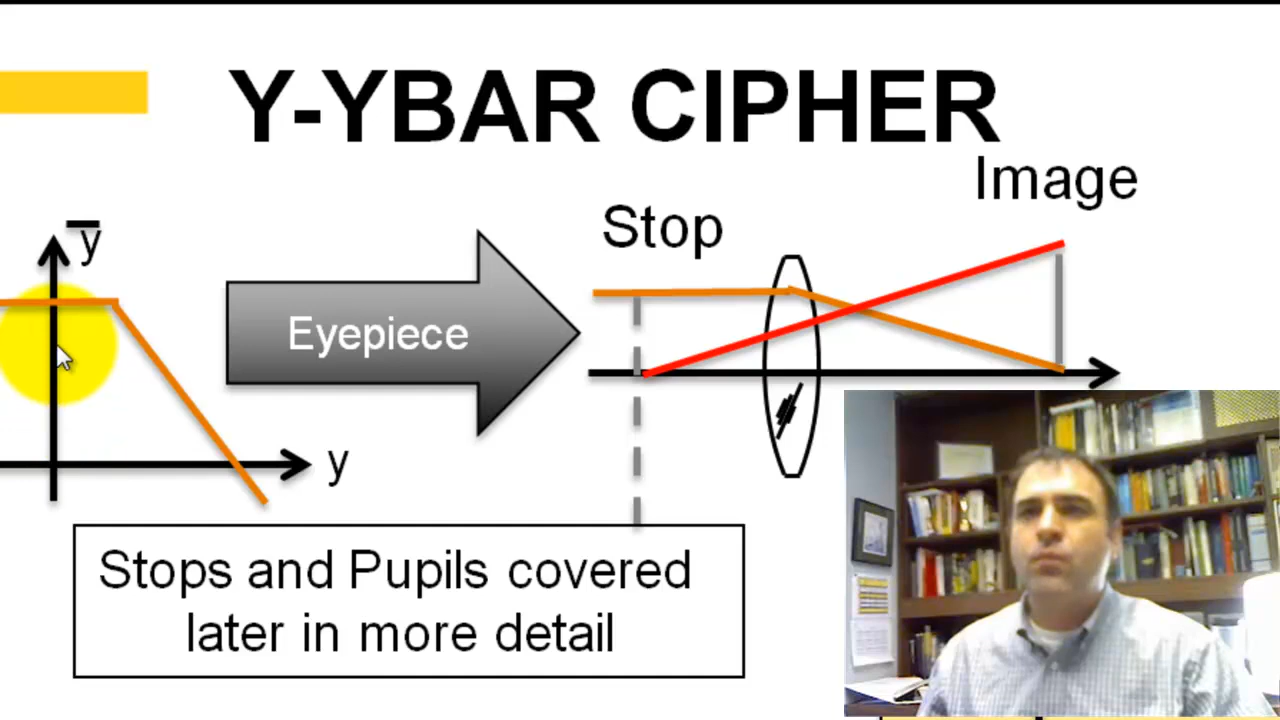 Y-YBAR CIPHER
Image
Stop
y̅
Eyepiece
y
Stops and Pupils covered
later in more detail